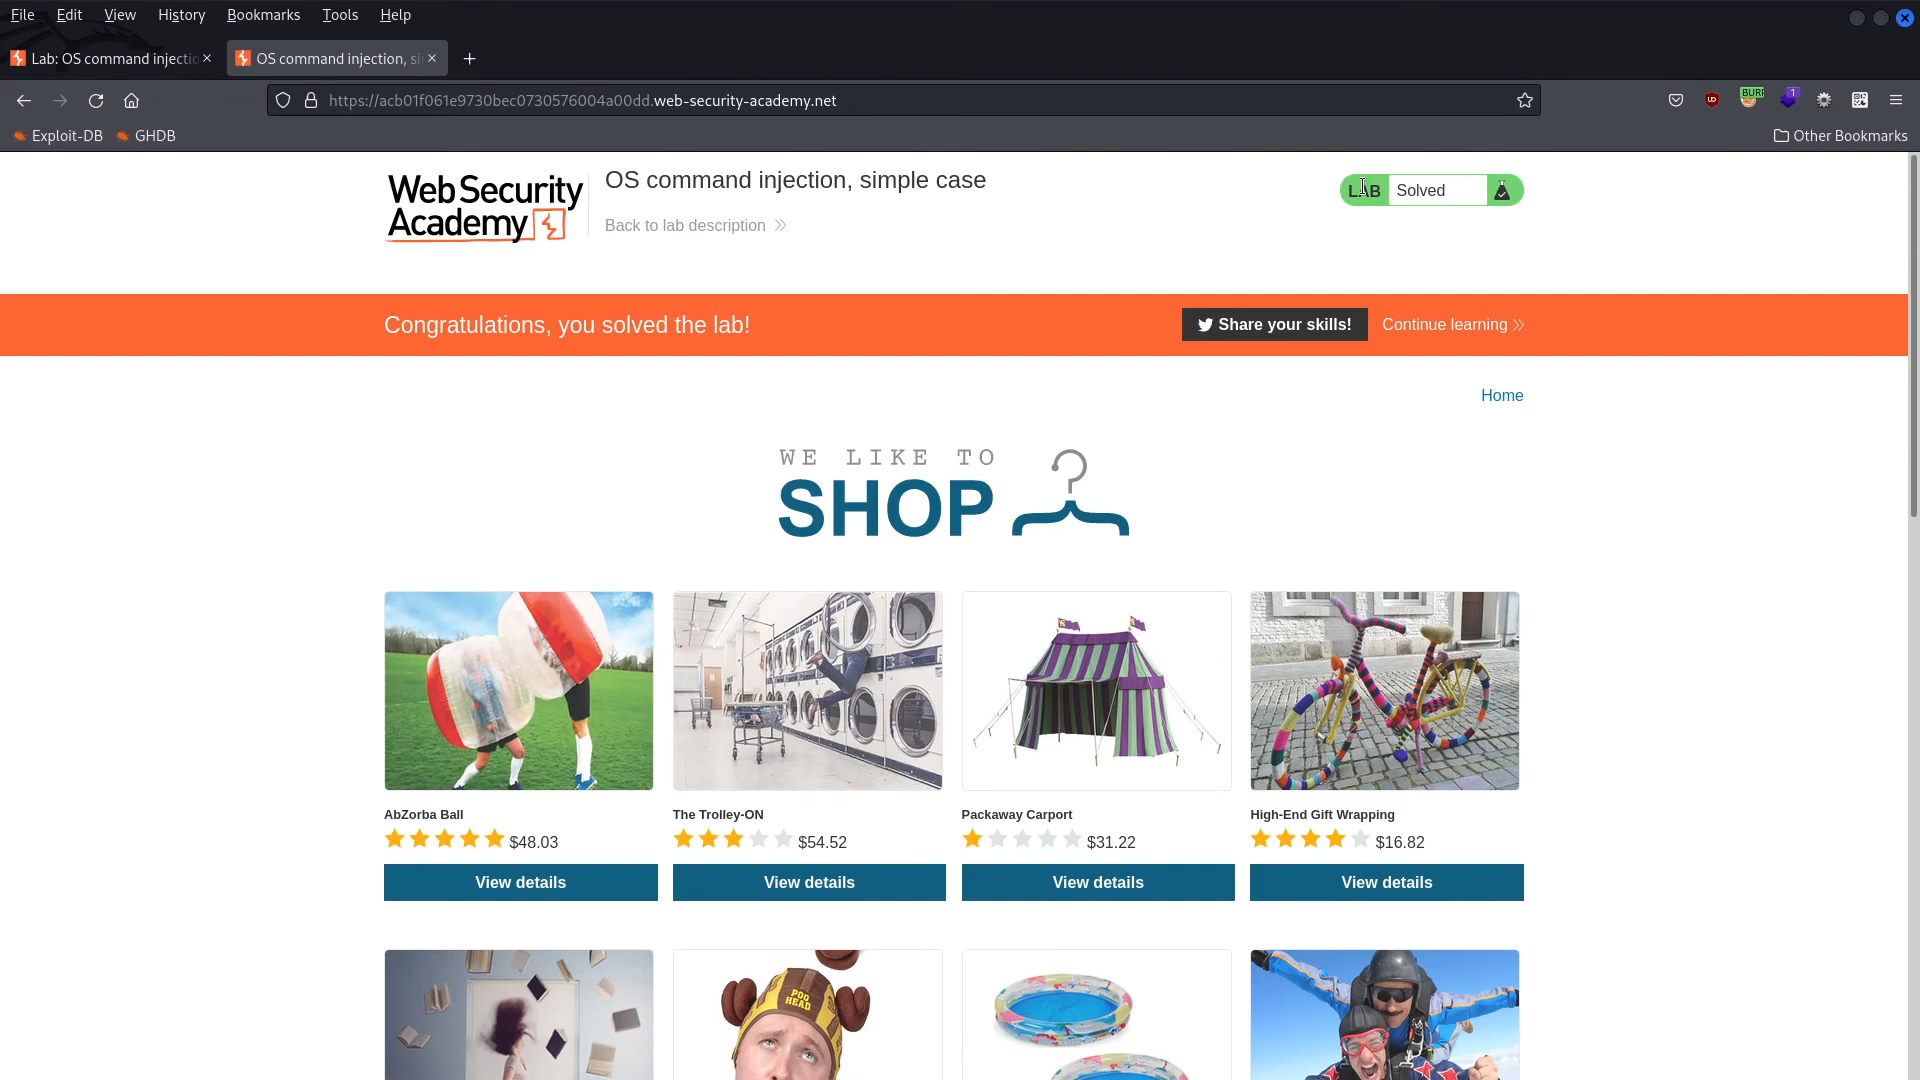 File Edit View History Bookmarks Tools Help
Lab: OS command injectio
OS command injection, si
https://acb01f061e9730bec0730576004a00dd.web-security-academy.net
BURP
1
Exploit-DB GHDB
Other Bookmarks
WebSecurity
Academy
OS command injection, simple case
Back to lab description
LAB Solved
Congratulations, you solved the lab!
Share your skills!
Continue learning
Home
WE LIKE TO
SHOP
AbZorba Ball
$48.03
View details
The Trolley-ON
$54.52
View details
Packaway Carport
$31.22
View details
High-End Gift Wrapping
$16.82
View details
POO
HEAD